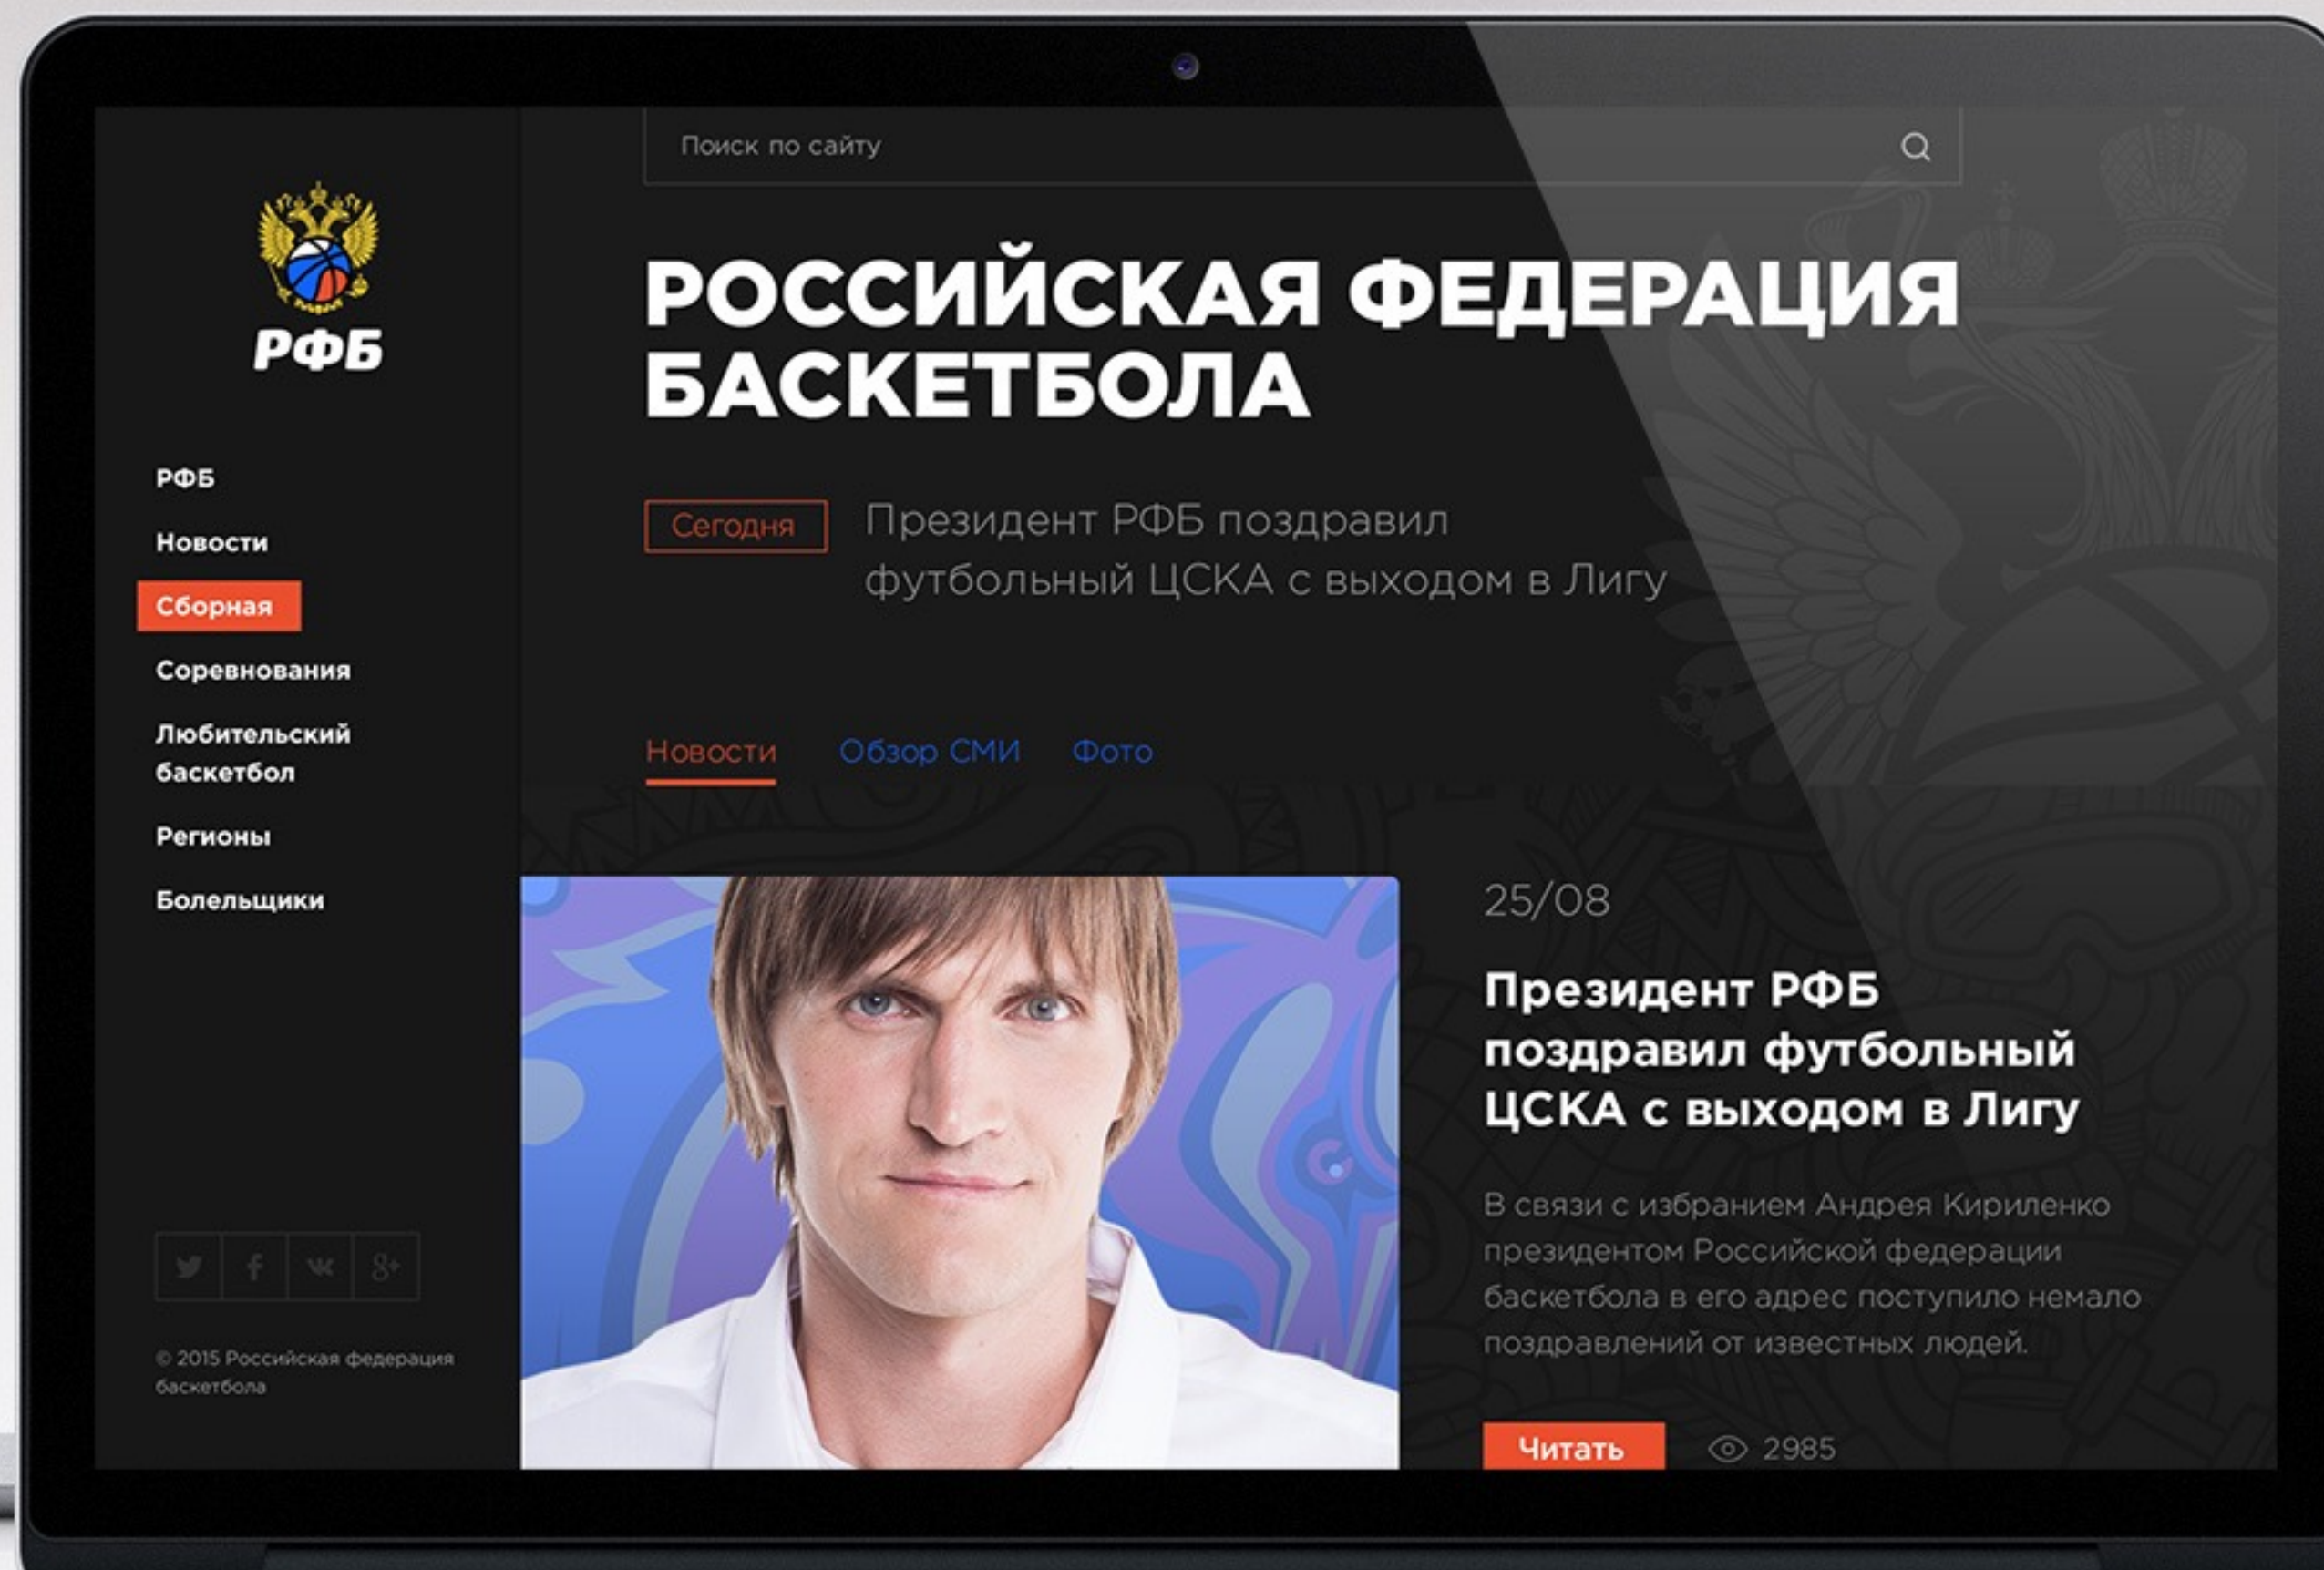 РФБ
РФБ
Новости
Сборная
Соревнования
Любительский
баскетбол
Регионы
Болельщики
© 2015 Российская федерация
баскетбола
Поиск по сайту
РОССИЙСКАЯ ФЕДЕРАЦИЯ
БАСКЕТБОЛА
Сегодня
Президент РФБ поздравил
футбольный ЦСКА с выходом в Лигу
Новости Обзор СМИ Фото
25/08
Президент РФБ
поздравил футбольный
ЦСКА с выходом в Лигу
В связи с избранием Андрея Кириленко
президентом Российской федерации
баскетбола в его адрес поступило немало
поздравлений от известных людей.
Читать 2985